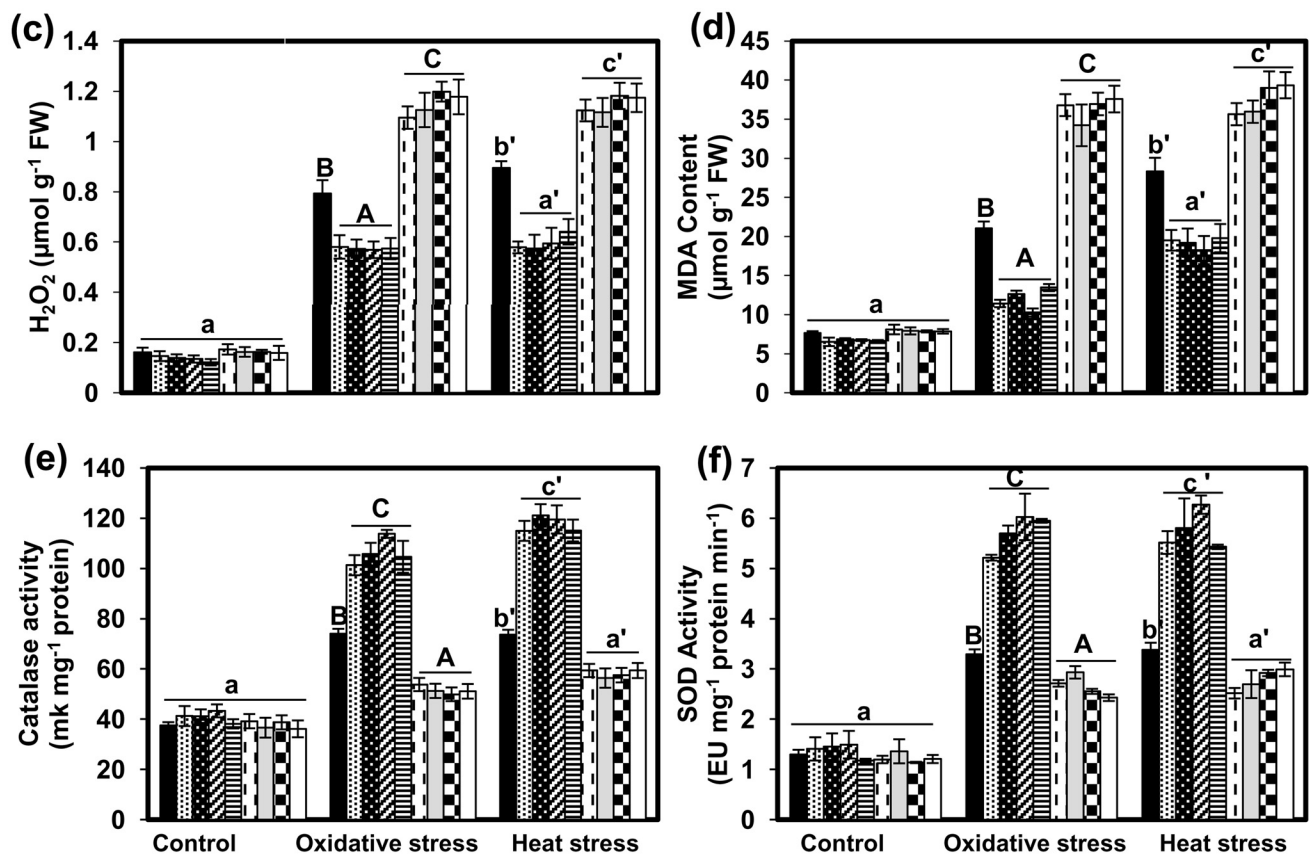 (c)
H₂O₂ (μmol g⁻¹ FW)
1.4
1.2
1
0.8
0.6
0.4
0.2
0
a
B
A
C
b'
a'
c'
(d)
MDA Content
(μmol g⁻¹ FW)
45
40
35
30
25
20
15
10
5
0
a
B
A
C
b'
a'
c'
(e)
Catalase activity
(mk mg⁻¹ protein)
140
120
100
80
60
40
20
0
a
B
C
A
b'
c'
a'
Control
Oxidative stress
Heat stress
(f)
SOD Activity
(EU mg⁻¹ protein min⁻¹)
7
6
5
4
3
2
1
0
a
B
C
A
b
c '
a'
Control
Oxidative stress
Heat stress